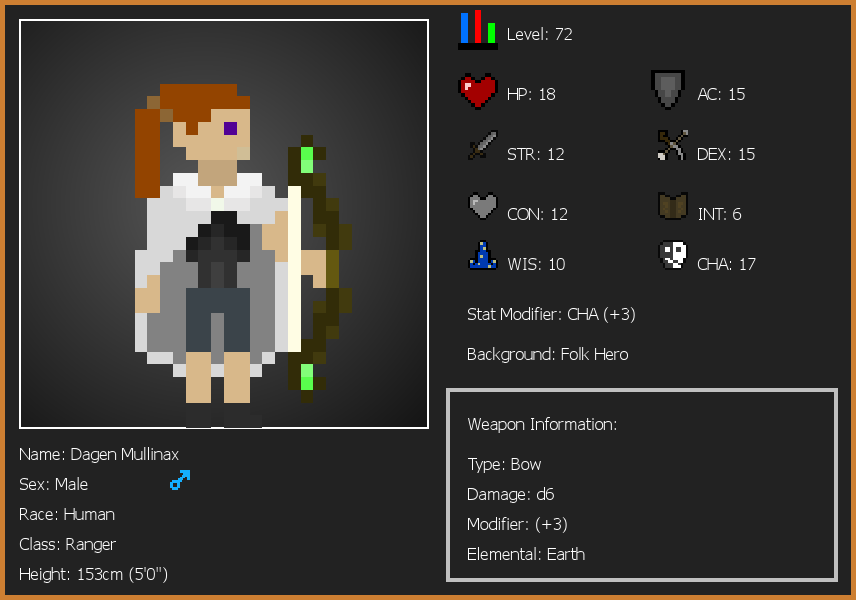 Level: 72
HP: 18
AC: 15
STR: 12
DEX: 15
CON: 12
INT: 6
WIS: 10
CHA: 17
Stat Modifier: CHA (+3)
Background: Folk Hero
Weapon Information:
Type: Bow
Damage: d6
Modifier: (+3)
Elemental: Earth
Name: Dagen Mullinax
Sex: Male
Race: Human
Class: Ranger
Height: 153cm (5'0")